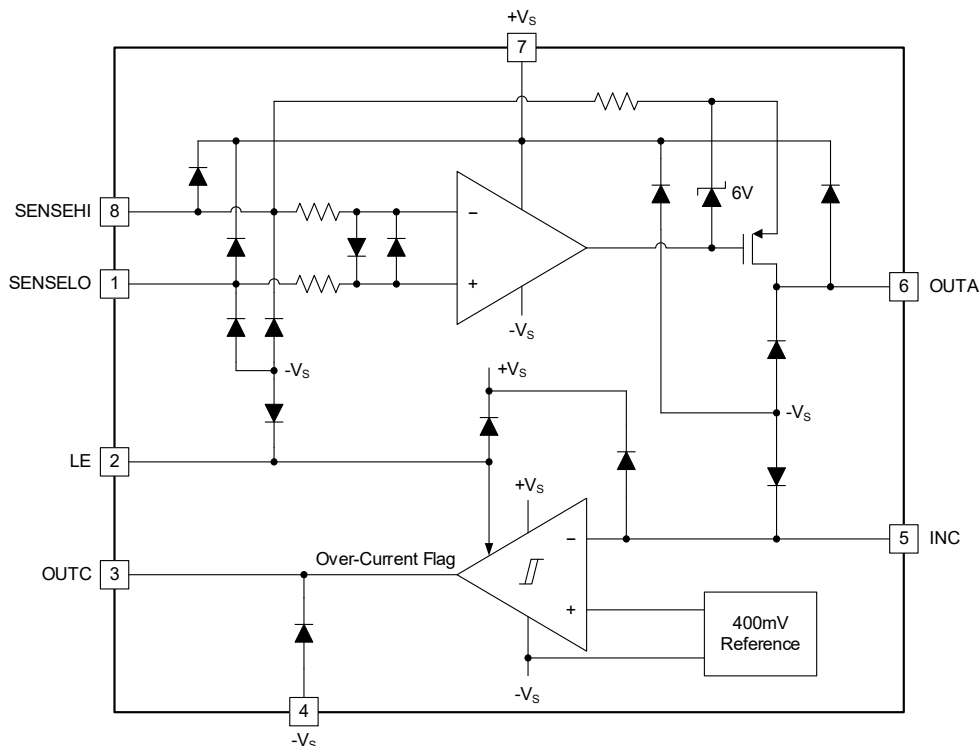 +VS
7
6V
8
SENSEHI
−
SENSELO
1
+
6
OUTA
−VS
−VS
+VS
−VS
LE
2
+VS
−
5
INC
OUTC
3
Over-Current Flag
+
400mV
Reference
−VS
4
−VS